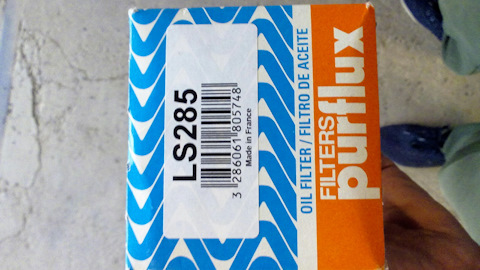 LS285
3 286061 805748
Made in France
OIL FILTER / FILTRO DE ACEITE
FILTERS
purflux